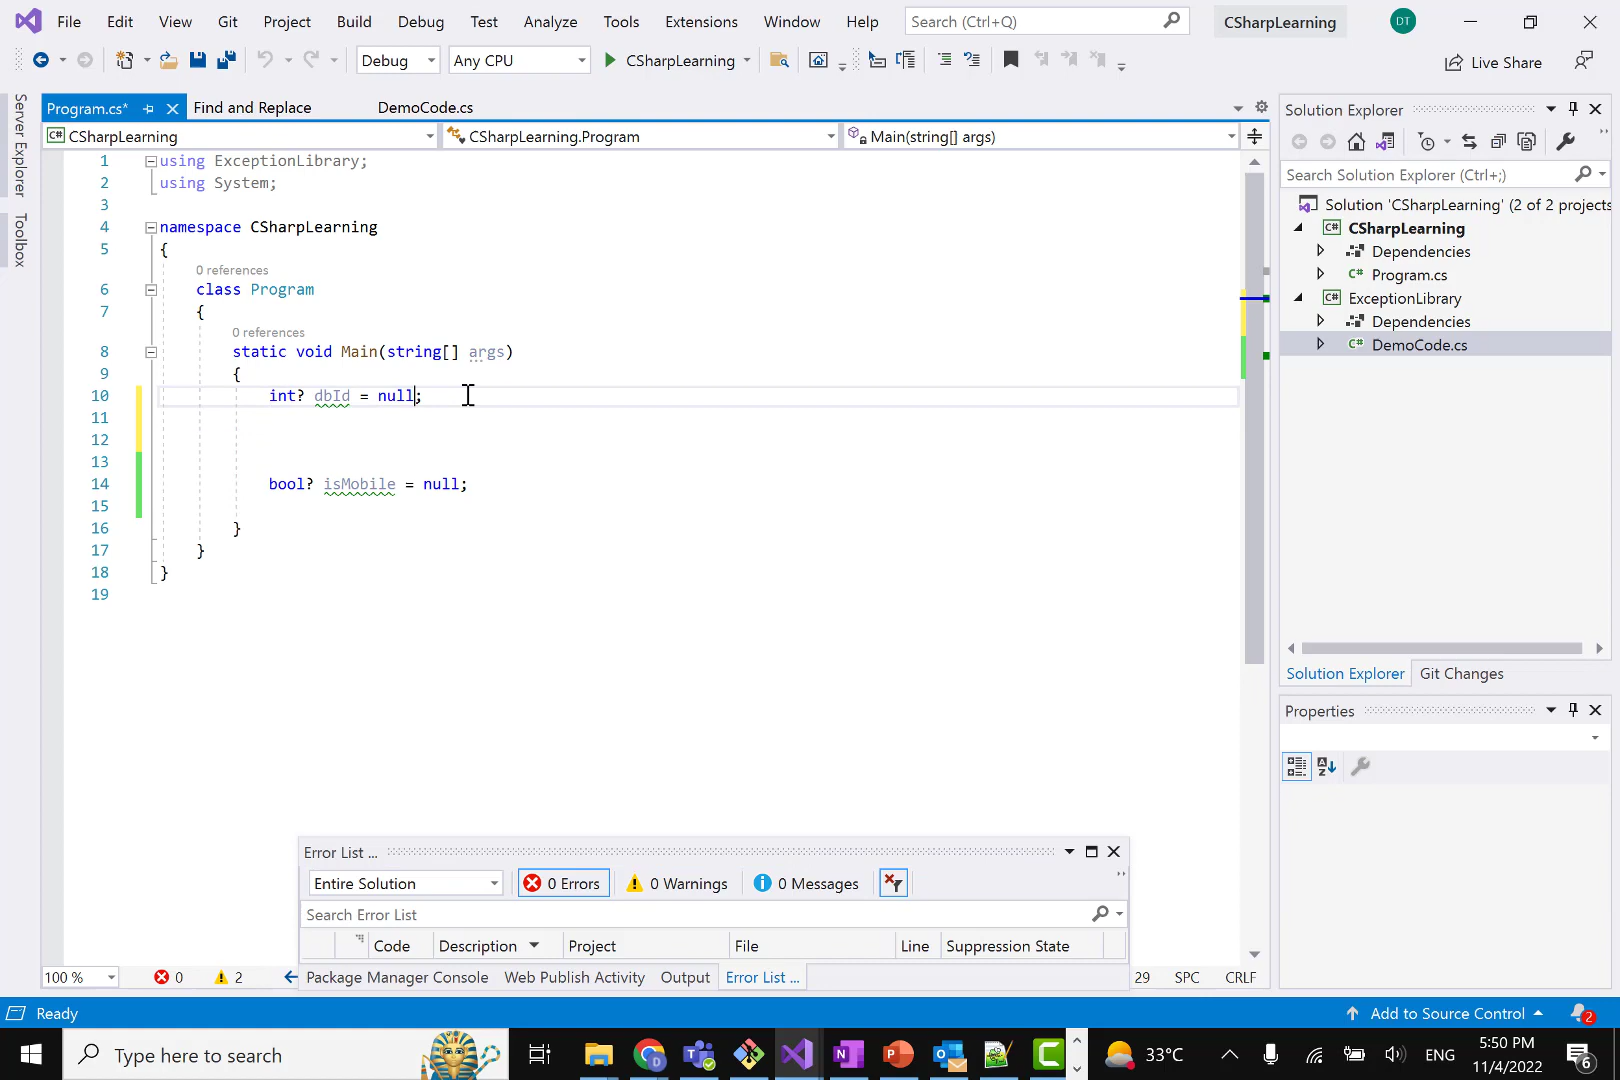 File Edit View Git Project Build Debug Test Analyze Tools Extensions Window Help Search (Ctrl+Q) CSharpLearning DT
Debug Any CPU CSharpLearning Live Share
Server Explorer
Toolbox
Program.cs* Find and Replace DemoCode.cs
CSharpLearning CSharpLearning.Program Main(string[] args)
1 using ExceptionLibrary;
2 using System;
3
4 namespace CSharpLearning
5 {
0 references
6 class Program
7 {
0 references
8 static void Main(string[] args)
9 {
10 int? dbId = null;
11
12
13
14 bool? isMobile = null;
15
16 }
17 }
18 }
19
Solution Explorer
Search Solution Explorer (Ctrl+;)
Solution 'CSharpLearning' (2 of 2 projects
CSharpLearning
Dependencies
C# Program.cs
ExceptionLibrary
Dependencies
C# DemoCode.cs
Solution Explorer Git Changes
Properties
Error List ...
Entire Solution 0 Errors 0 Warnings 0 Messages
Search Error List
Code Description Project File Line Suppression State
100 % 0 2 29 SPC CRLF
Package Manager Console Web Publish Activity Output Error List ...
Ready Add to Source Control 2
Type here to search 33°C ENG 5:50 PM
11/4/2022 6